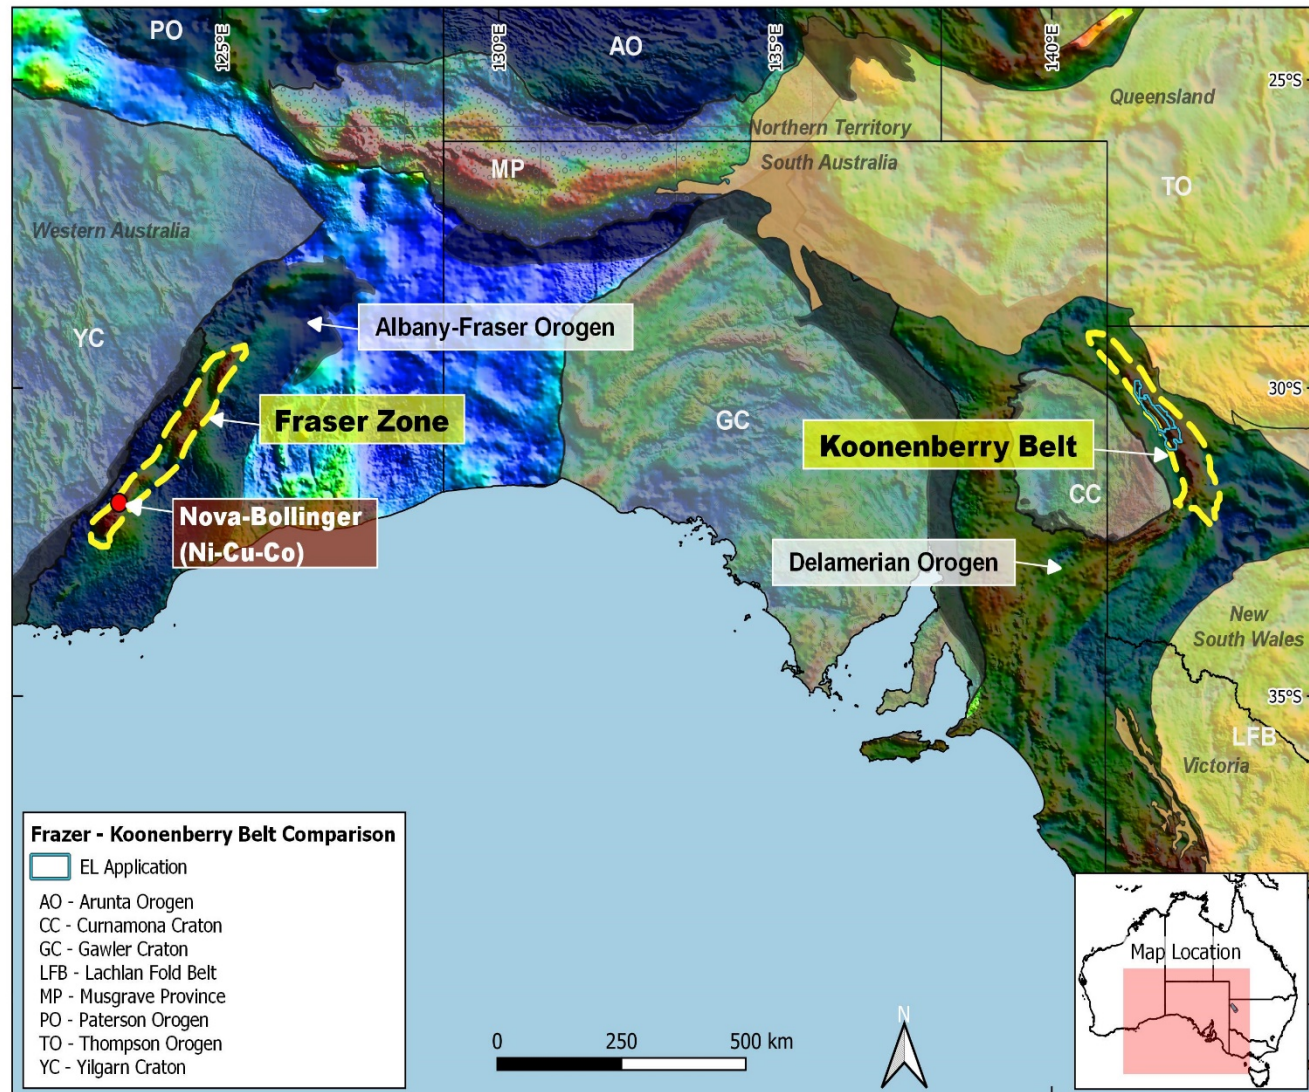 PO
125°E
130°E
AO
135°E
140°E
25°S
Queensland
Northern Territory
South Australia
MP
TO
Western Australia
Albany-Fraser Orogen
YC
30°S
Fraser Zone
GC
Koonenberry Belt
CC
Nova-Bollinger
(Ni-Cu-Co)
Delamerian Orogen
New
South Wales
35°S
LFB
Victoria
Frazer - Koonenberry Belt Comparison
EL Application
AO - Arunta Orogen
CC - Curnamona Craton
GC - Gawler Craton
LFB - Lachlan Fold Belt
MP - Musgrave Province
PO - Paterson Orogen
TO - Thompson Orogen
YC - Yilgarn Craton
0 250 500 km
N
Map Location